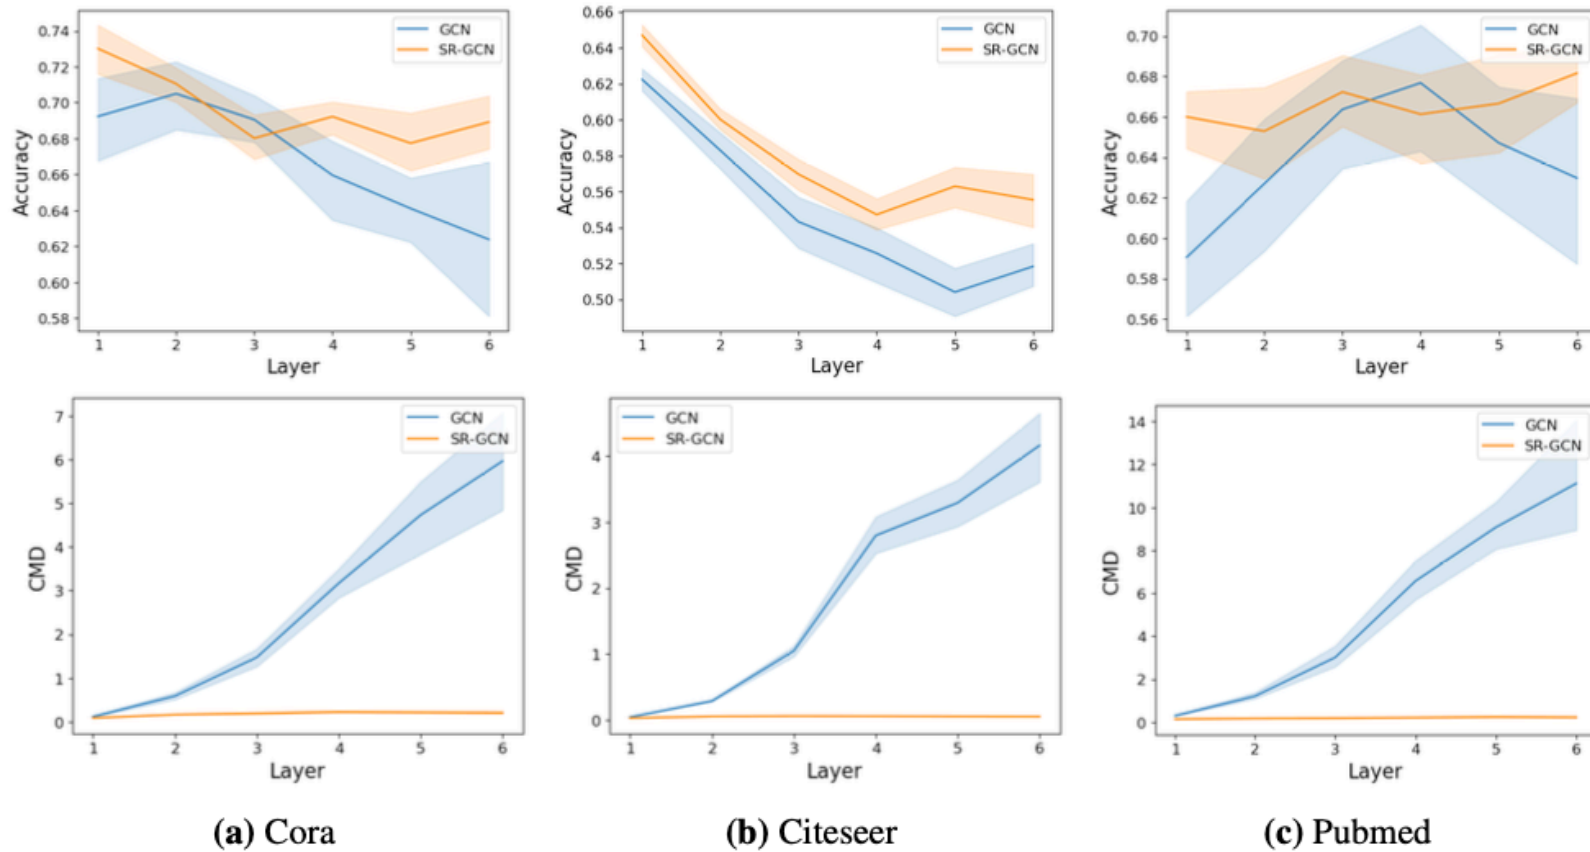 0.74
0.72
0.70
0.68
0.66
0.64
0.62
0.60
0.58
Accuracy
GCN
SR-GCN
1 2 3 4 5 6
Layer
0.66
0.64
0.62
0.60
0.58
0.56
0.54
0.52
0.50
Accuracy
GCN
SR-GCN
1 2 3 4 5 6
Layer
0.70
0.68
0.66
0.64
0.62
0.60
0.58
0.56
Accuracy
GCN
SR-GCN
1 2 3 4 5 6
Layer
7
6
5
4
3
2
1
0
CMD
GCN
SR-GCN
1 2 3 4 5 6
Layer
4
3
2
1
0
CMD
GCN
SR-GCN
1 2 3 4 5 6
Layer
14
12
10
8
6
4
2
0
CMD
GCN
SR-GCN
1 2 3 4 5 6
Layer
(a) Cora
(b) Citeseer
(c) Pubmed